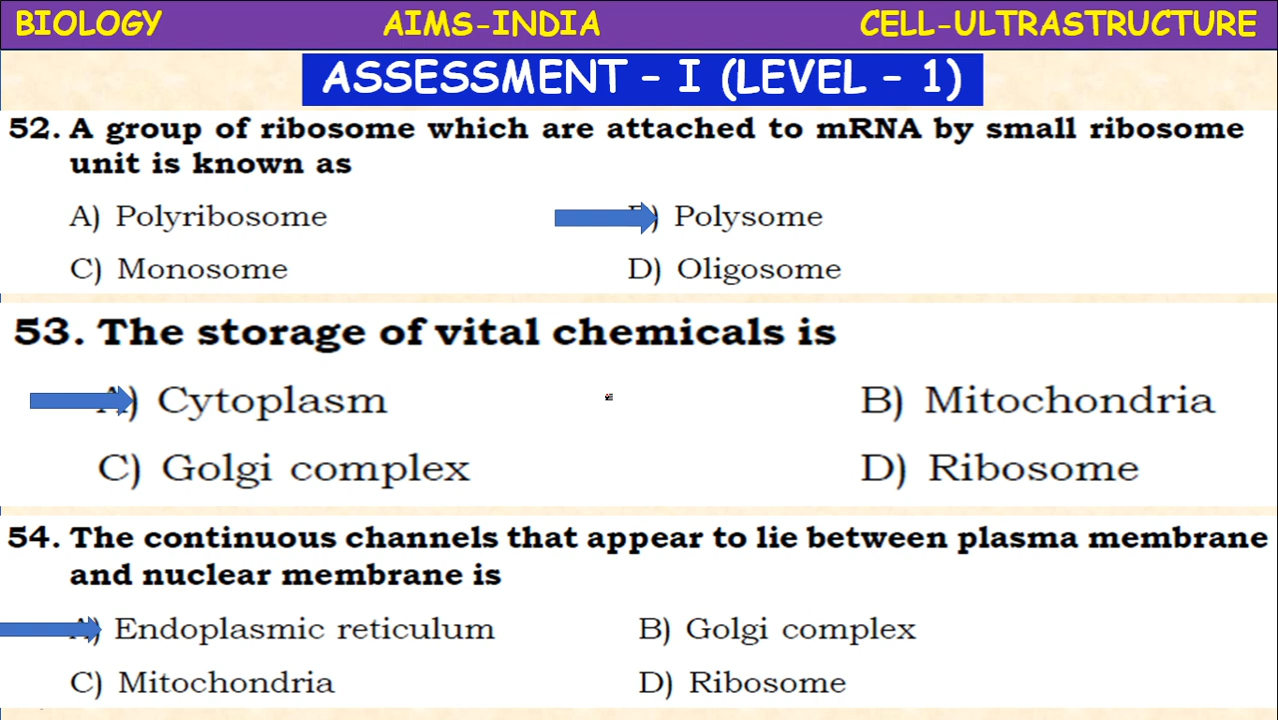 BIOLOGY AIMS-INDIA CELL-ULTRASTRUCTURE
ASSESSMENT – I (LEVEL – 1)
52. A group of ribosome which are attached to mRNA by small ribosome
unit is known as
A) Polyribosome ) Polysome
C) Monosome D) Oligosome
53. The storage of vital chemicals is
A) Cytoplasm B) Mitochondria
C) Golgi complex D) Ribosome
54. The continuous channels that appear to lie between plasma membrane
and nuclear membrane is
A) Endoplasmic reticulum B) Golgi complex
C) Mitochondria D) Ribosome